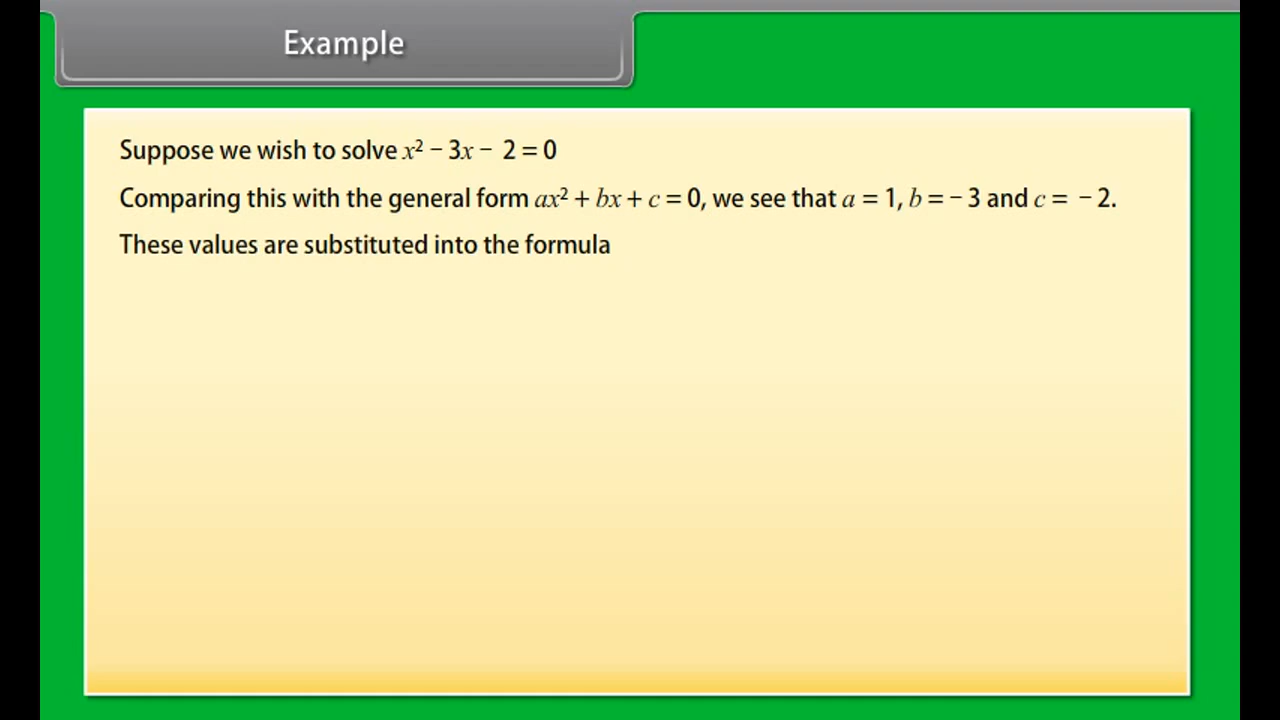 Example
Suppose we wish to solve x² − 3x − 2 = 0
Comparing this with the general form ax² + bx + c = 0, we see that a = 1, b = − 3 and c = − 2.
These values are substituted into the formula